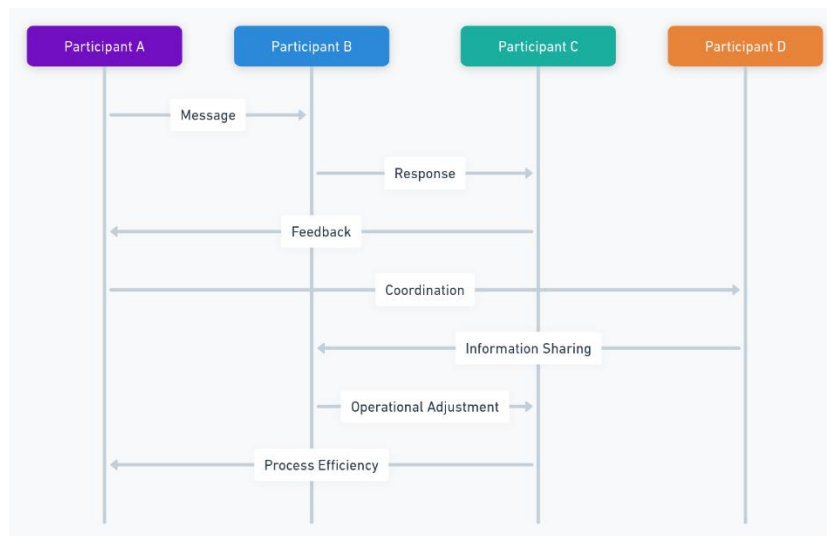 Participant A
Participant B
Participant C
Participant D
Message
Response
Feedback
Coordination
Information Sharing
Operational Adjustment
Process Efficiency